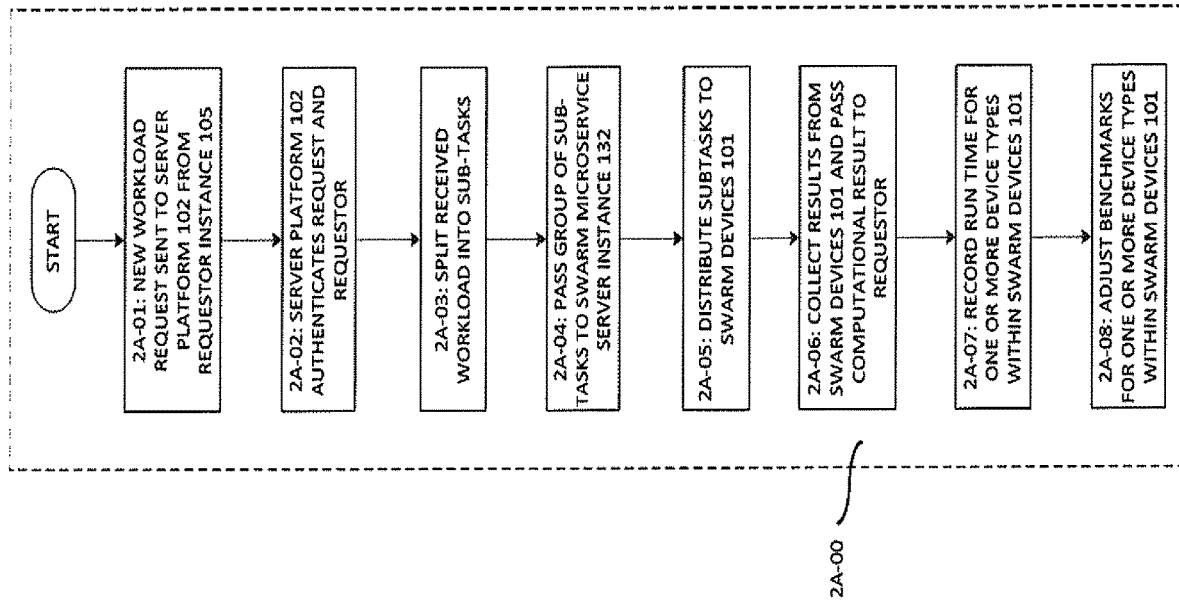 START
2A-01: NEW WORKLOAD
REQUEST SENT TO SERVER
PLATFORM 102 FROM
REQUESTOR INSTANCE 105
2A-02: SERVER PLATFORM 102
AUTHENTICATES REQUEST AND
REQUESTOR
2A-03: SPLIT RECEIVED
WORKLOAD INTO SUB-TASKS
2A-04: PASS GROUP OF SUB-
TASKS TO SWARM MICROSERVICE
SERVER INSTANCE 132
2A-05: DISTRIBUTE SUBTASKS TO
SWARM DEVICES 101
2A-06: COLLECT RESULTS FROM
SWARM DEVICES 101 AND PASS
COMPUTATIONAL RESULT TO
REQUESTOR
2A-07: RECORD RUN TIME FOR
ONE OR MORE DEVICE TYPES
WITHIN SWARM DEVICES 101
2A-08: ADJUST BENCHMARKS
FOR ONE OR MORE DEVICE TYPES
WITHIN SWARM DEVICES 101
2A-00